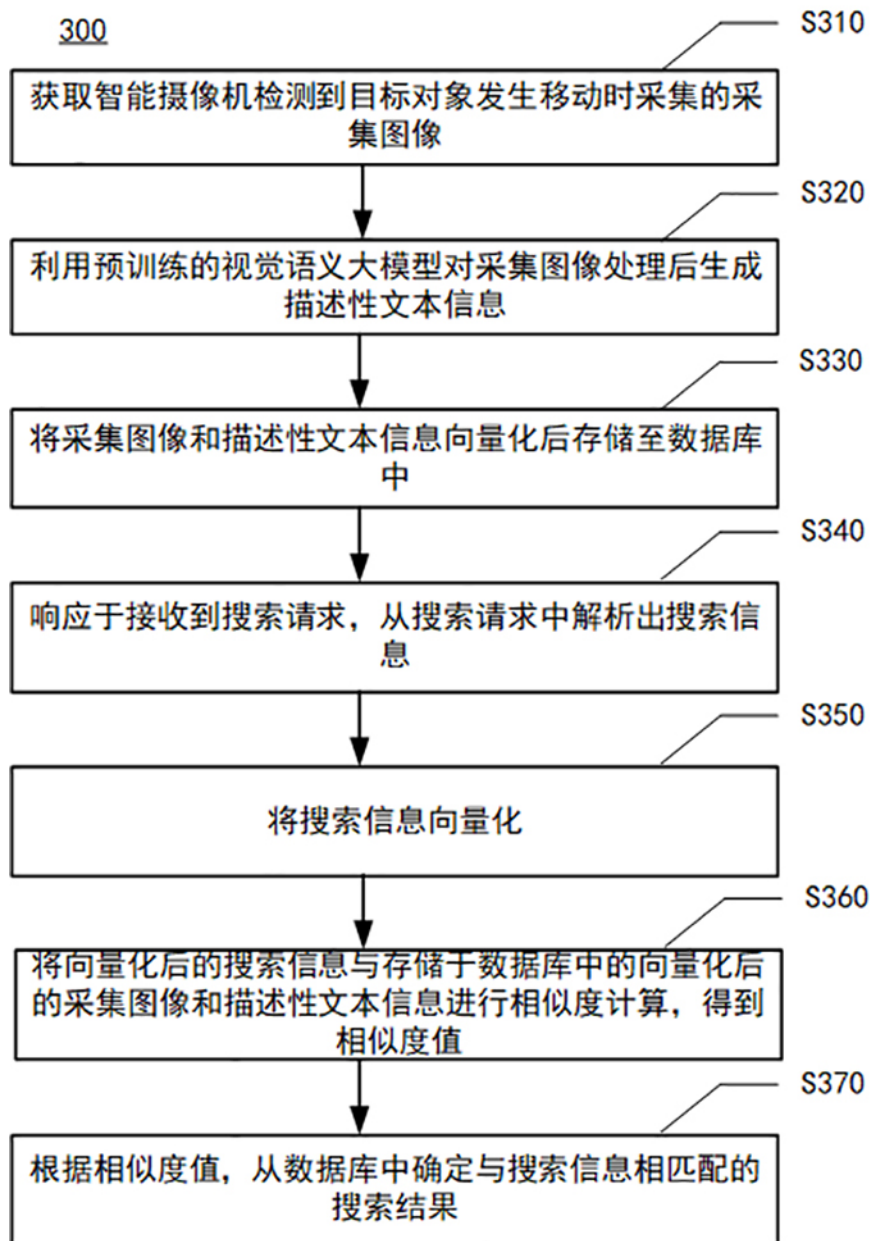 300
S310
获取智能摄像机检测到目标对象发生移动时采集的采
集图像
S320
利用预训练的视觉语义大模型对采集图像处理后生成
描述性文本信息
S330
将采集图像和描述性文本信息向量化后存储至数据库
中
S340
响应于接收到搜索请求，从搜索请求中解析出搜索信
息
S350
将搜索信息向量化
S360
将向量化后的搜索信息与存储于数据库中的向量化后
的采集图像和描述性文本信息进行相似度计算，得到
相似度值
S370
根据相似度值，从数据库中确定与搜索信息相匹配的
搜索结果